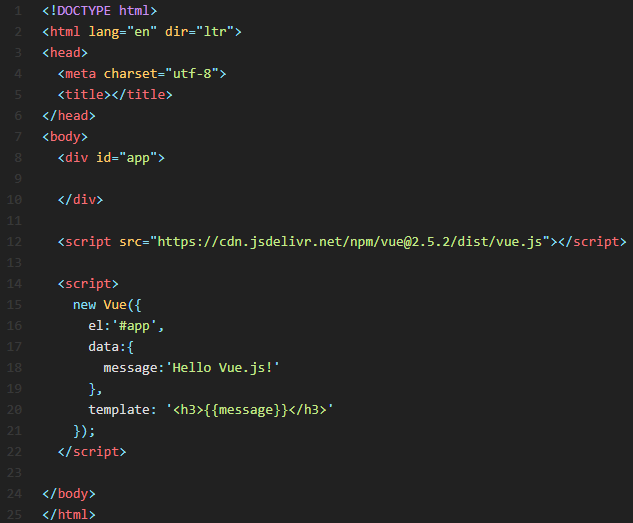 1 <!DOCTYPE html>
2 <html lang="en" dir="ltr">
3 <head>
4   <meta charset="utf-8">
5   <title></title>
6 </head>
7 <body>
8   <div id="app">
9
10   </div>
11
12   <script src="https://cdn.jsdelivr.net/npm/vue@2.5.2/dist/vue.js"></script>
13
14   <script>
15     new Vue({
16       el:'#app',
17       data:{
18         message:'Hello Vue.js!'
19       },
20       template: '<h3>{{message}}</h3>'
21     });
22   </script>
23
24 </body>
25 </html>